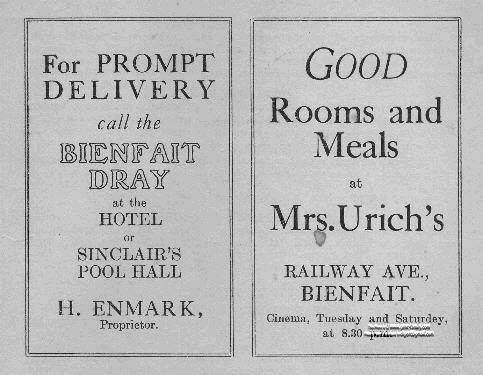 For PROMPT
DELIVERY
call the
BIENFAIT
DRAY
at the
HOTEL
or
SINCLAIR'S
POOL HALL
H. ENMARK,
Proprietor.
GOOD
Rooms and
Meals
at
Mrs. Urich's
RAILWAY AVE.,
BIENFAIT.
Cinema, Tuesday and Saturday,
at 8.30 p.m.